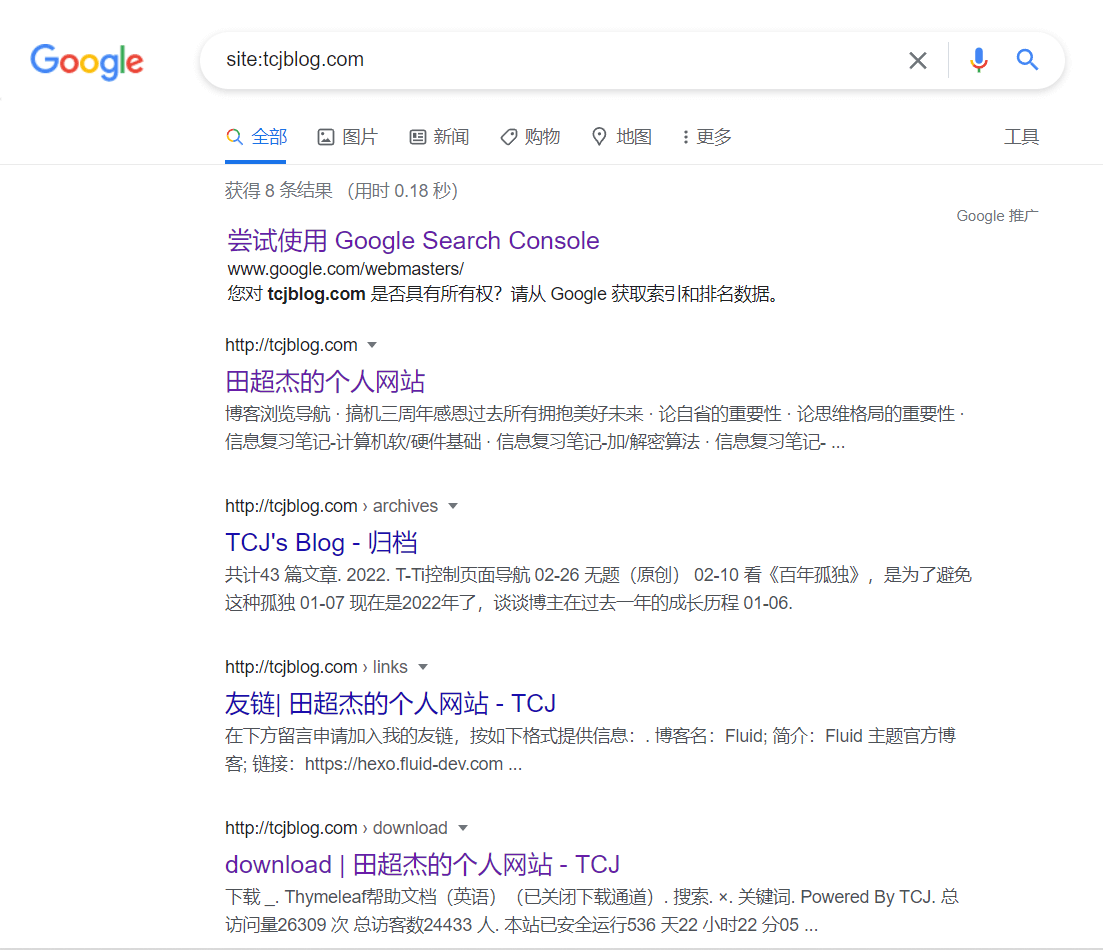 Google
site:tcjblog.com
全部 图片 新闻 购物 地图 更多 工具
获得 8 条结果 （用时 0.18 秒）
Google 推广
尝试使用 Google Search Console
www.google.com/webmasters/
您对 tcjblog.com 是否具有所有权？请从 Google 获取索引和排名数据。
http://tcjblog.com
田超杰的个人网站
博客浏览导航 · 搞机三周年感恩过去所有拥抱美好未来 · 论自省的重要性 · 论思维格局的重要性 ·
信息复习笔记-计算机软/硬件基础 · 信息复习笔记-加/解密算法 · 信息复习笔记- ...
http://tcjblog.com › archives
TCJ's Blog - 归档
共计43 篇文章. 2022. T-Ti控制页面导航 02-26 无题（原创） 02-10 看《百年孤独》，是为了避免
这种孤独 01-07 现在是2022年了，谈谈博主在过去一年的成长历程 01-06.
http://tcjblog.com › links
友链| 田超杰的个人网站 - TCJ
在下方留言申请加入我的友链，按如下格式提供信息：. 博客名：Fluid; 简介：Fluid 主题官方博
客; 链接：https://hexo.fluid-dev.com ...
http://tcjblog.com › download
download | 田超杰的个人网站 - TCJ
下载 _. Thymeleaf帮助文档（英语）（已关闭下载通道）. 搜索. ×. 关键词. Powered By TCJ. 总
访问量26309 次 总访客数24433 人. 本站已安全运行536 天22 小时22 分05 ...